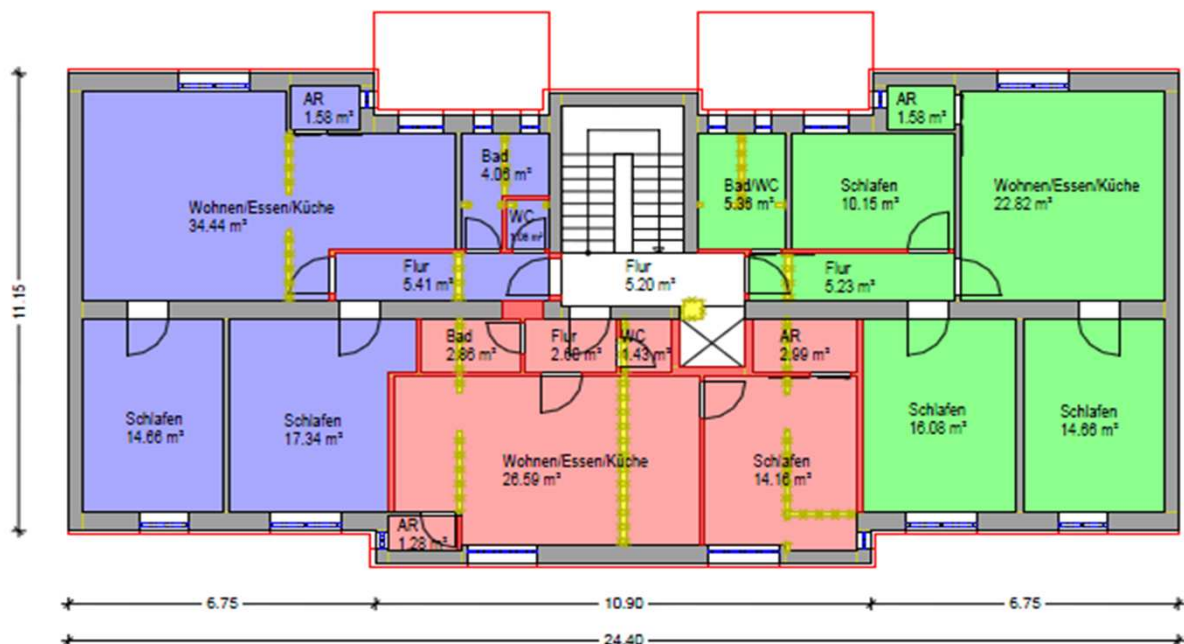 AR
1.58 m²
AR
1.58 m²
Bad
4.06 m²
WC
Bad/WC
5.36 m²
Schlafen
10.15 m²
Wohnen/Essen/Küche
34.44 m²
Wohnen/Essen/Küche
22.82 m²
Flur
5.41 m²
Flur
5.20 m²
Flur
5.23 m²
11.15
Bad
2.86 m²
Flur
WC
1.43 m²
AR
2.99 m²
Schlafen
14.66 m²
Schlafen
17.34 m²
Wohnen/Essen/Küche
26.59 m²
Schlafen
14.16 m²
Schlafen
16.08 m²
Schlafen
14.66 m²
AR
1.28 m²
6.75
10.90
6.75
24.40